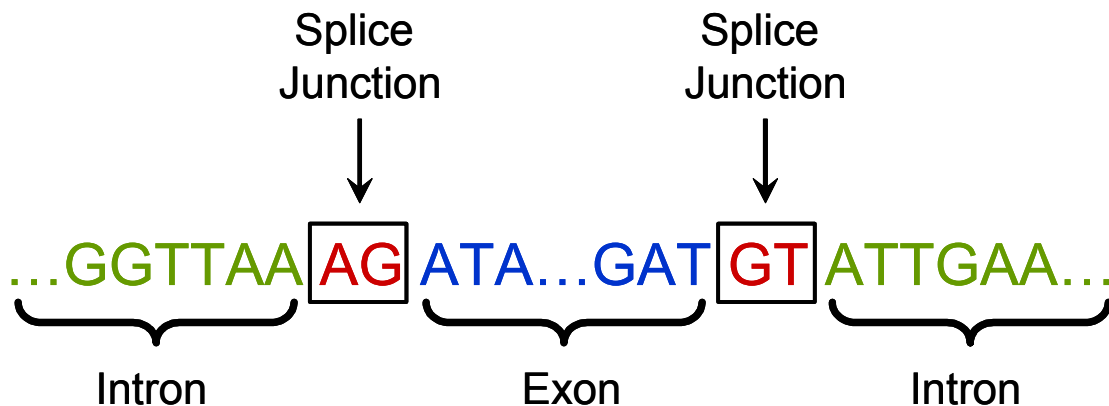 Splice
Junction
Splice
Junction
...GGTTAA AG ATA...GAT GT ATTGAA...
Intron
Exon
Intron